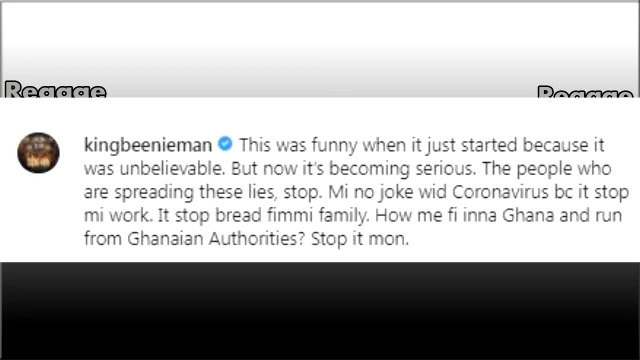 Reggae Reggae
kingbeenieman This was funny when it just started because it
was unbelievable. But now it's becoming serious. The people who
are spreading these lies, stop. Mi no joke wid Coronavirus bc it stop
mi work. It stop bread fimmi family. How me fi inna Ghana and run
from Ghanaian Authorities? Stop it mon.